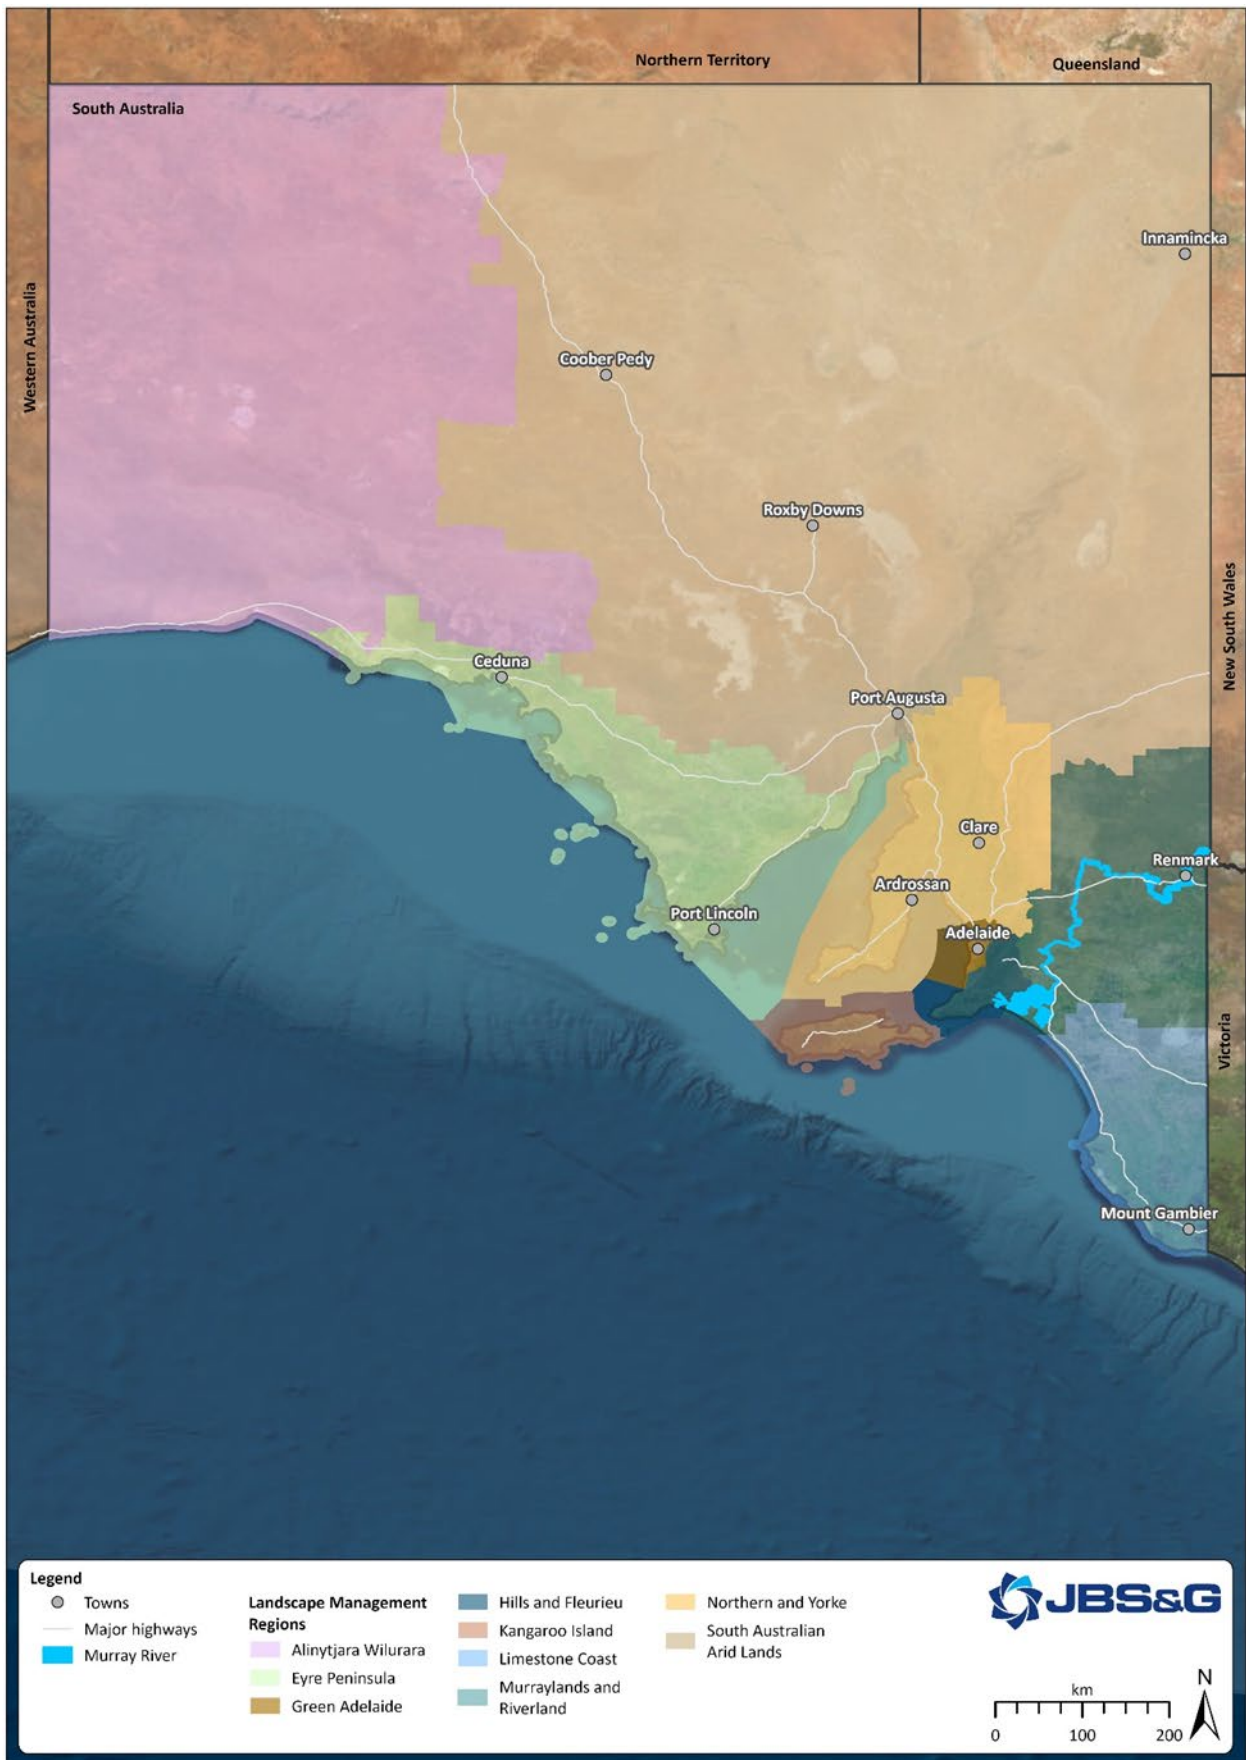 Northern Territory
Queensland
South Australia
Western Australia
Innamincka
Coober Pedy
Roxby Downs
New South Wales
Ceduna
Port Augusta
Clare
Renmark
Ardrossan
Port Lincoln
Adelaide
Victoria
Mount Gambier
Legend
Towns
Major highways
Murray River
Landscape Management
Regions
Alinytjara Wilurara
Eyre Peninsula
Green Adelaide
Hills and Fleurieu
Kangaroo Island
Limestone Coast
Murraylands and
Riverland
Northern and Yorke
South Australian
Arid Lands
JBS&G
km
0 100 200
N